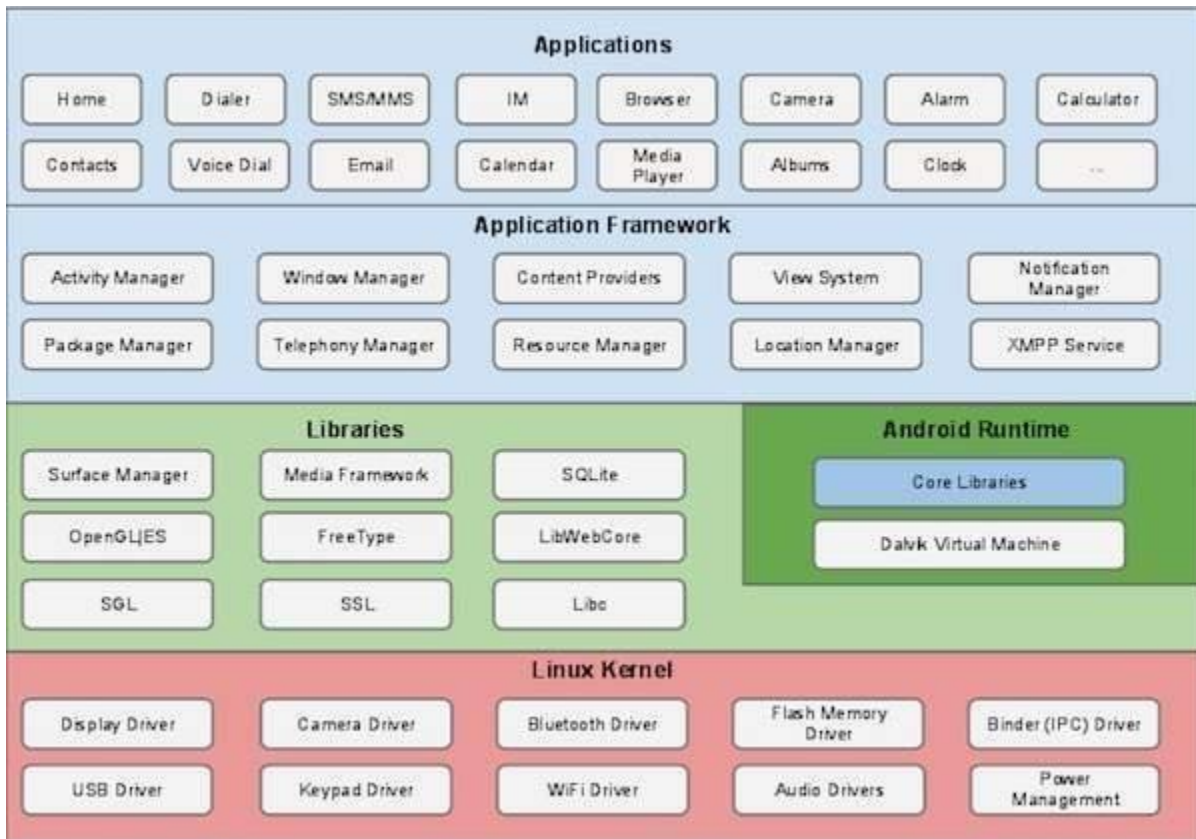 Applications
Home Dialer SMS/MMS IM Browser Camera Alarm Calculator
Contacts Voice Dial Email Calendar Media Player Albums Clock ...
Application Framework
Activity Manager Window Manager Content Providers View System Notification Manager
Package Manager Telephony Manager Resource Manager Location Manager XMPP Service
Libraries Android Runtime
Surface Manager Media Framework SQLite Core Libraries
OpenGL|ES FreeType LibWebCore Dalvik Virtual Machine
SGL SSL Libc
Linux Kernel
Display Driver Camera Driver Bluetooth Driver Flash Memory Driver Binder (IPC) Driver
USB Driver Keypad Driver WiFi Driver Audio Drivers Power Management